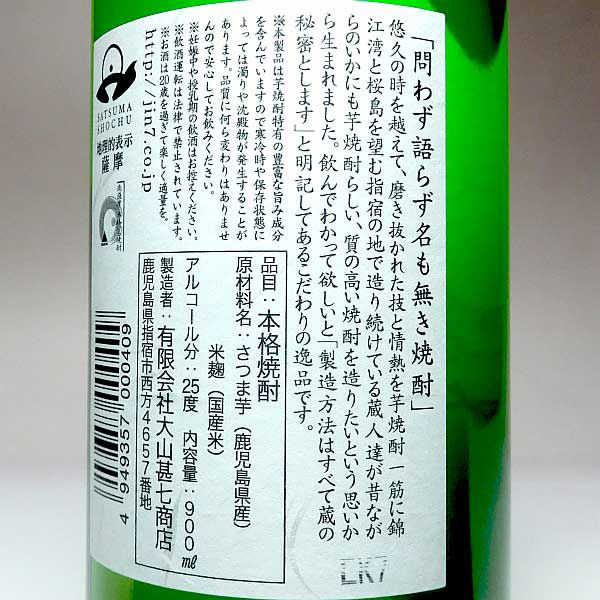 「問わず語らず名も無き焼酎」
悠久の時を越えて、磨き抜かれた技と情熱を芋焼酎一筋に錦
江湾と桜島を望む指宿の地で造り続けている蔵人達が昔なが
らのいかにも芋焼酎らしい、質の高い焼酎を造りたいという思いか
ら生まれました。飲んでわかって欲しいと「製造方法はすべて蔵の
秘密とします」と明記してあるこだわりの逸品です。
※本製品は芋焼酎特有の豊富な旨み成分
を含んでいますので寒冷時や保存状態に
よっては濁りや沈殿物が発生することが
あります。品質に何ら変わりはありませ
んので安心してお飲みください。
※妊娠中や授乳期の飲酒はお控えください。
※飲酒運転は法律で禁止されています。
※お酒は20歳を過ぎて楽しく適量を。
http://jin7.co.jp
SATSUMA
SHOCHU
地理的表示
薩摩
品目：本格焼酎
原材料名：さつま芋（鹿児島県産）
米麹（国産米）
アルコール分：25度 内容量：900㎖
製造者：有限会社大山甚七商店
鹿児島県指宿市西方4657番地
4 949357 000409